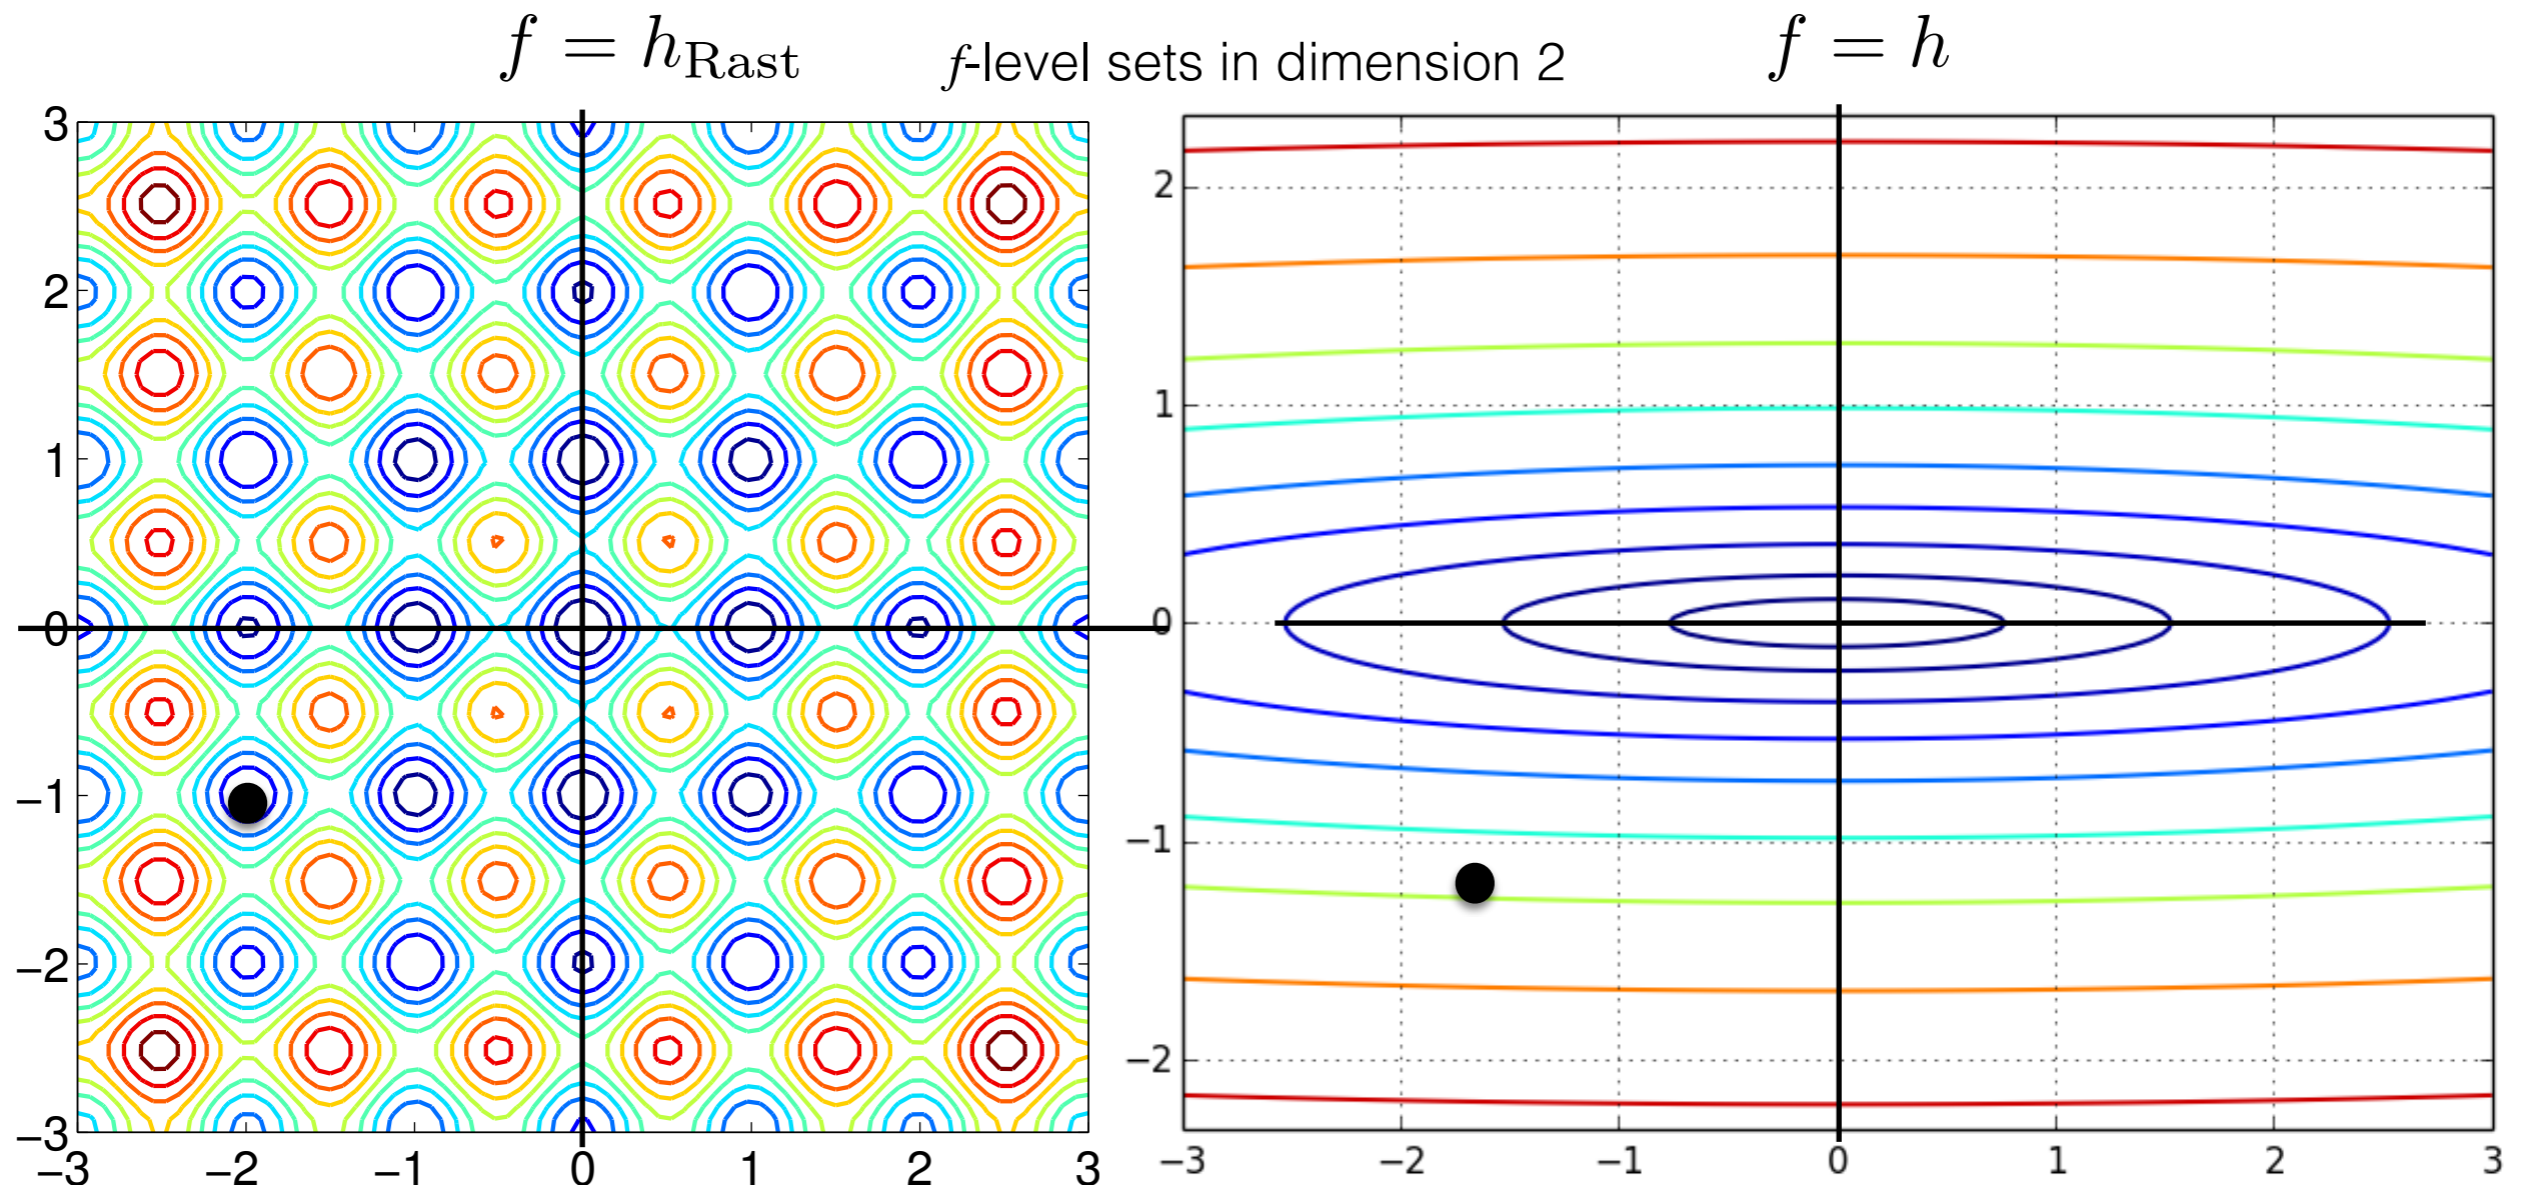 f = h_Rast
f-level sets in dimension 2
f = h
3
2
1
0
−1
−2
−3
−3 −2 −1 0 1 2 3
2
1
0
−1
−2
−3 −2 −1 0 1 2 3